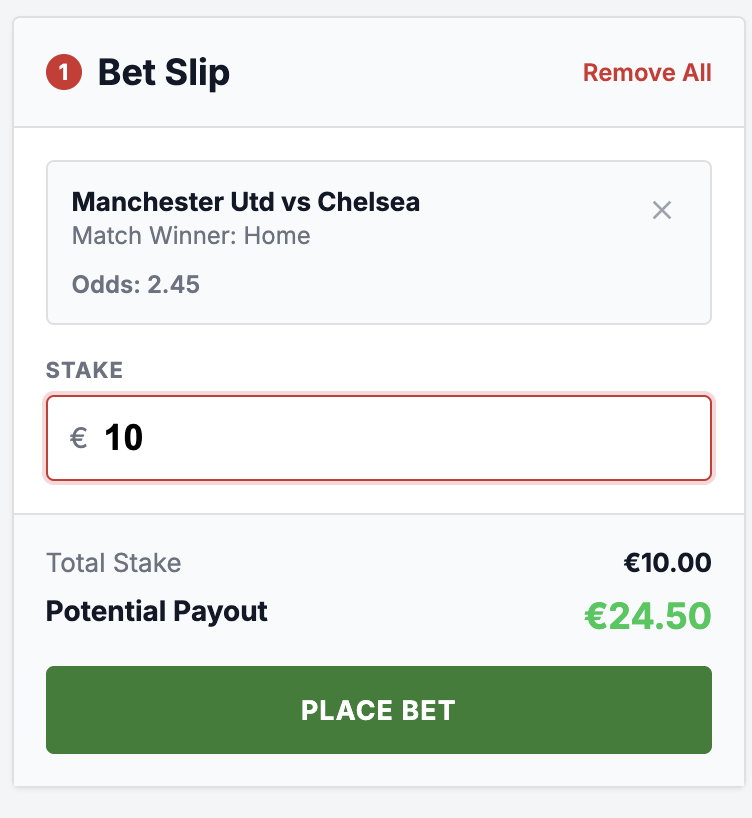 1 Bet Slip Remove All
Manchester Utd vs Chelsea
Match Winner: Home
Odds: 2.45
STAKE
€ 10
Total Stake €10.00
Potential Payout €24.50
PLACE BET